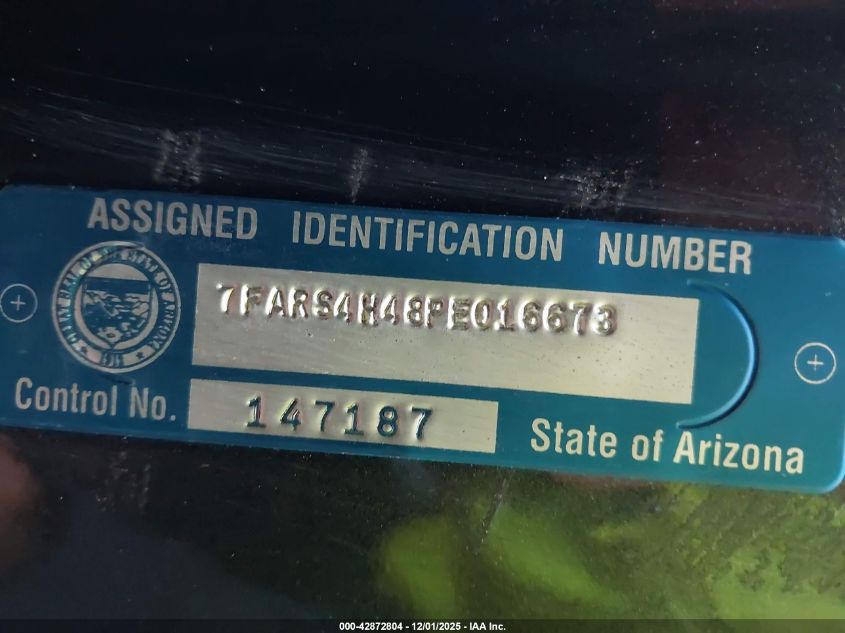 ASSIGNED IDENTIFICATION NUMBER
7FARS4H48PE016673
Control No. 147187
State of Arizona
000-42872804 - 12/01/2025 - IAA Inc.